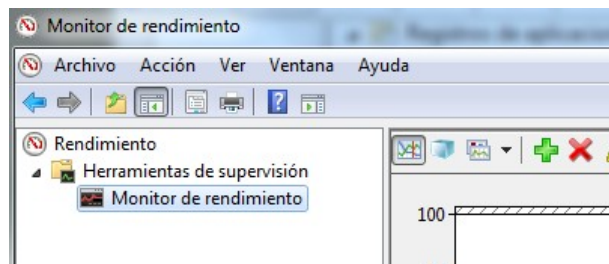 Monitor de rendimiento
Archivo Acción Ver Ventana Ayuda
Rendimiento
Herramientas de supervisión
Monitor de rendimiento
100